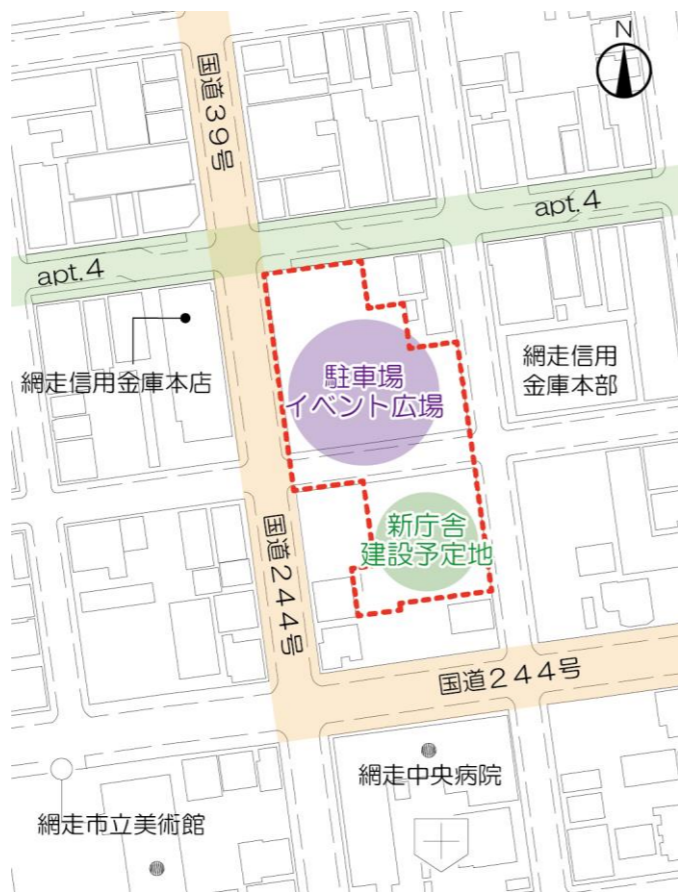 N
国道39号
apt.4
apt.4
網走信用金庫本店
駐車場
イベント広場
網走信用
金庫本部
新庁舎
建設予定地
国道244号
国道244号
網走中央病院
網走市立美術館